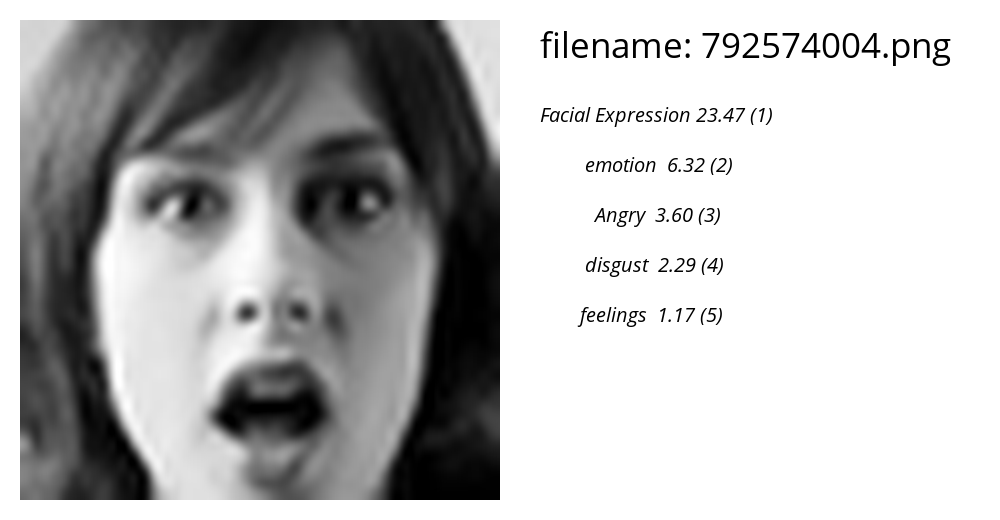 filename: 792574004.png
Facial Expression 23.47 (1)
emotion 6.32 (2)
Angry 3.60 (3)
disgust 2.29 (4)
feelings 1.17 (5)